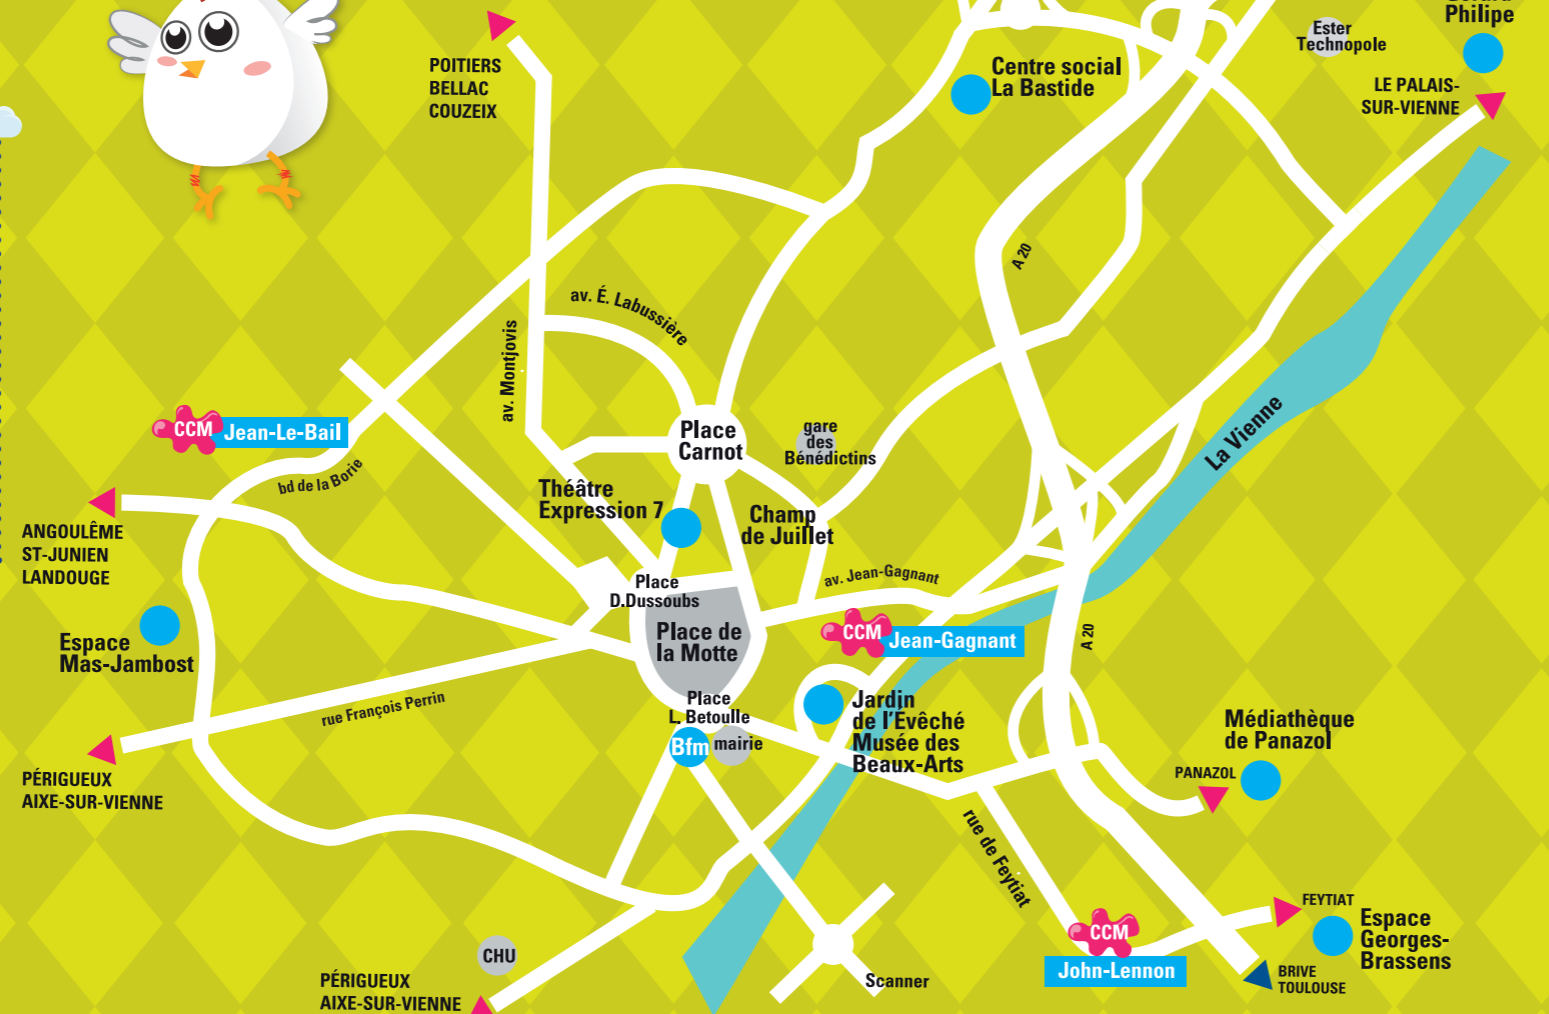 Philipe
Ester
Technopole
POITIERS
BELLAC
COUZEIX
Centre social
La Bastide
LE PALAIS-
SUR-VIENNE
A 20
av. É. Labussière
av. Montjovis
CCM
Jean-Le-Bail
Place
Carnot
gare
des
Bénédictins
La Vienne
bd de la Borie
Théâtre
Expression 7
Champ
de Juillet
ANGOULÊME
ST-JUNIEN
LANDOUGE
Place
D.Dussoubs
av. Jean-Gagnant
Espace
Mas-Jambost
Place de
la Motte
CCM
Jean-Gagnant
A 20
rue François Perrin
Place
L. Betoulle
Bfm
mairie
Jardin
de l'Évêché
Musée des
Beaux-Arts
Médiathèque
de Panazol
PANAZOL
PÉRIGUEUX
AIXE-SUR-VIENNE
rue de Feytiat
CCM
John-Lennon
FEYTIAT
Espace
Georges-
Brassens
BRIVE
TOULOUSE
CHU
PÉRIGUEUX
AIXE-SUR-VIENNE
Scanner